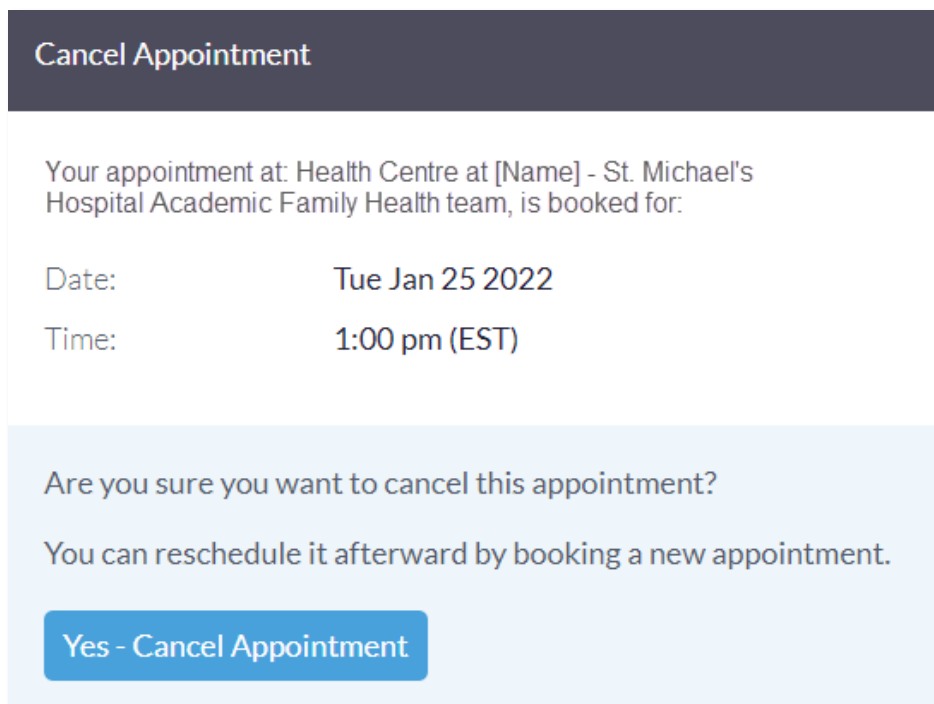 Cancel Appointment
Your appointment at: Health Centre at [Name] - St. Michael's
Hospital Academic Family Health team, is booked for:
Date: Tue Jan 25 2022
Time: 1:00 pm (EST)
Are you sure you want to cancel this appointment?
You can reschedule it afterward by booking a new appointment.
Yes - Cancel Appointment